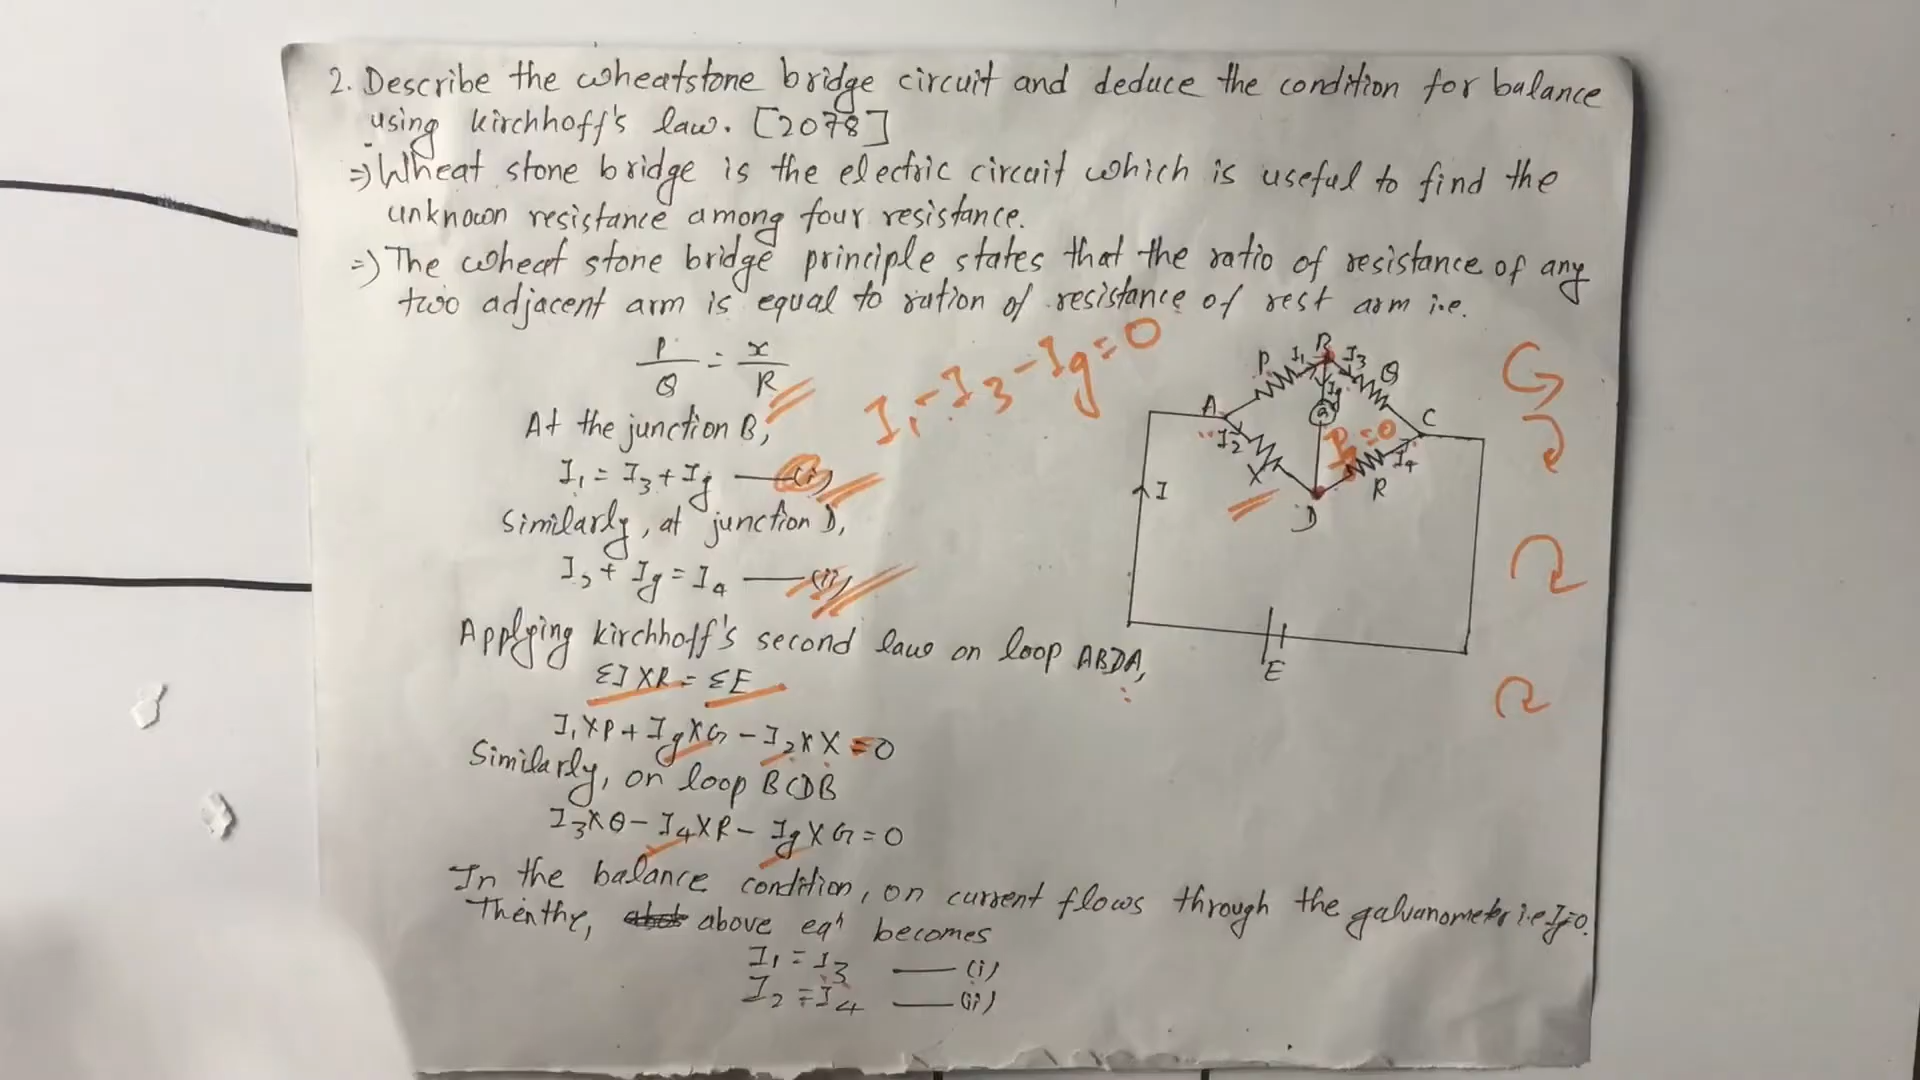 2. Describe the wheatstone bridge circuit and deduce the condition for balance
using kirchhoff's law. [2078]
=) Wheat stone bridge is the electric circuit which is useful to find the
unknown resistance among four resistance.
=) The wheat stone bridge principle states that the ratio of resistance of any
two adjacent arm is equal to ration of resistance of rest arm i.e.
P/Q = x/R
I₁ - I₃ - Ig = 0
At the junction B,
I₁ = I₃ + Ig — (i)
Similarly, at junction D,
I₂ + Ig = I₄ — (ii)
B
P I₁ I₃ Q
Ig
A G C
I₂ =0 I₄
X R
D
I
E
Applying kirchhoff's second law on loop ABDA,
ΣI X R = ΣE
I₁ X P + Ig X G - I₂ X X = 0
Similarly, on loop BCDB
I₃ X Q - I₄ X R - Ig X G = 0
In the balance condition, on current flows through the galvanometer i.e Ig=0.
Then the, above eqⁿ becomes
I₁ = I₃ — (i)
I₂ = I₄ — (ii)